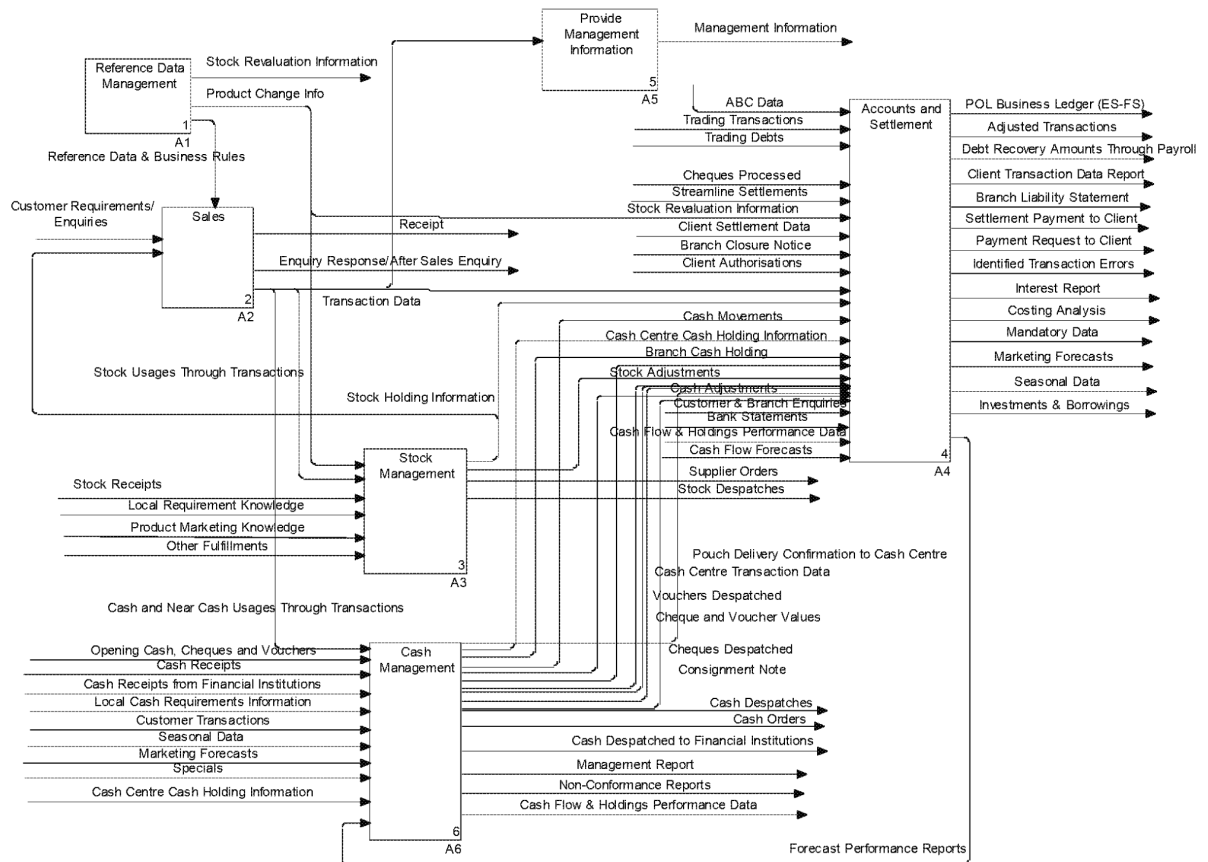 Provide
Management
Information
5
A5
Management Information
Reference Data
Management
1
A1
Stock Revaluation Information
Product Change Info
Reference Data & Business Rules
Customer Requirements/
Enquiries
Sales
2
A2
Receipt
Enquiry Response/After Sales Enquiry
Transaction Data
ABC Data
Trading Transactions
Trading Debts
Cheques Processed
Streamline Settlements
Stock Revaluation Information
Client Settlement Data
Branch Closure Notice
Client Authorisations
Cash Movements
Cash Centre Cash Holding Information
Branch Cash Holding
Stock Adjustments
Cash Adjustments
Customer & Branch Enquiries
Bank Statements
Cash Flow & Holdings Performance Data
Cash Flow Forecasts
Accounts and
Settlement
4
A4
POL Business Ledger (ES-FS)
Adjusted Transactions
Debt Recovery Amounts Through Payroll
Client Transaction Data Report
Branch Liability Statement
Settlement Payment to Client
Payment Request to Client
Identified Transaction Errors
Interest Report
Costing Analysis
Mandatory Data
Marketing Forecasts
Seasonal Data
Investments & Borrowings
Stock Usages Through Transactions
Stock Holding Information
Stock
Management
3
A3
Stock Receipts
Local Requirement Knowledge
Product Marketing Knowledge
Other Fulfillments
Supplier Orders
Stock Despatches
Pouch Delivery Confirmation to Cash Centre
Cash Centre Transaction Data
Vouchers Despatched
Cheque and Voucher Values
Cheques Despatched
Consignment Note
Cash and Near Cash Usages Through Transactions
Cash
Management
6
A6
Opening Cash, Cheques and Vouchers
Cash Receipts
Cash Receipts from Financial Institutions
Local Cash Requirements Information
Customer Transactions
Seasonal Data
Marketing Forecasts
Specials
Cash Centre Cash Holding Information
Cash Despatches
Cash Orders
Cash Despatched to Financial Institutions
Management Report
Non-Conformance Reports
Cash Flow & Holdings Performance Data
Forecast Performance Reports